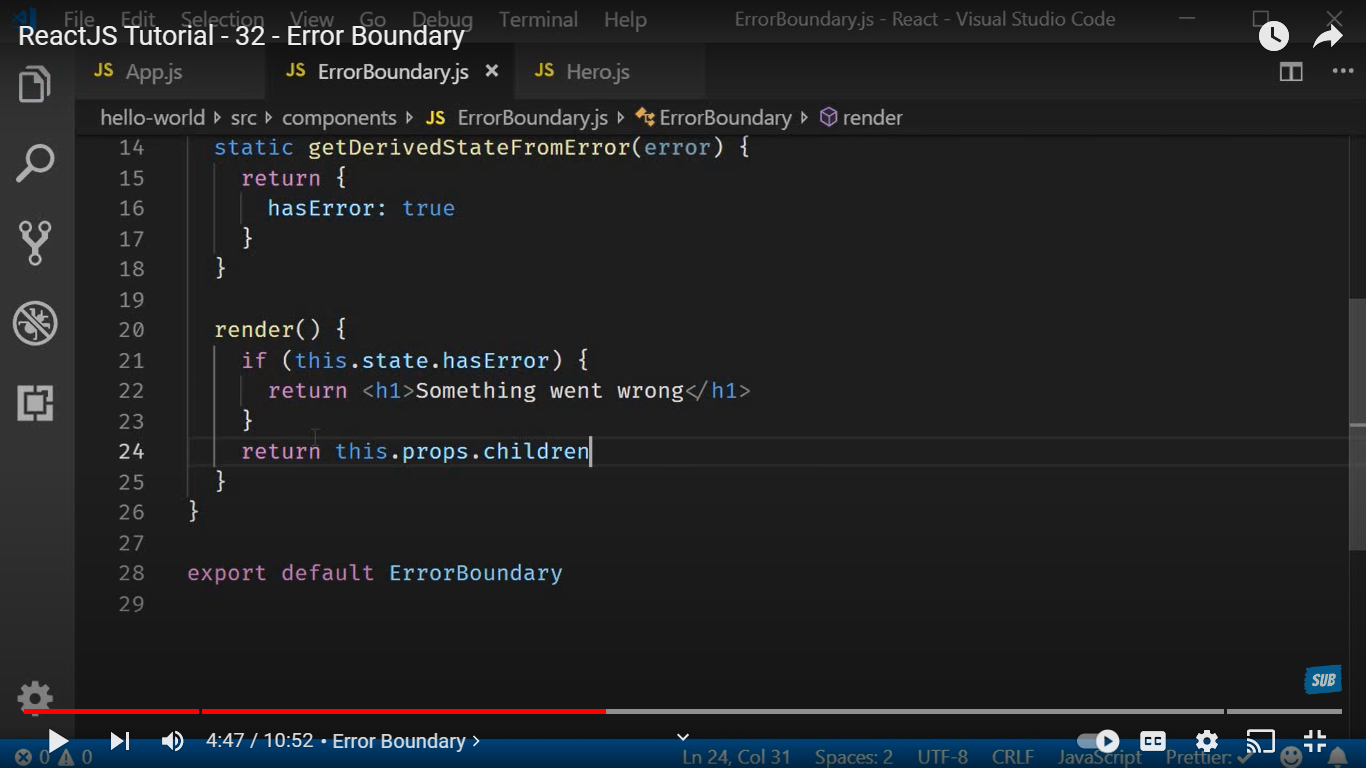 File Edit Selection View Go Debug Terminal Help ErrorBoundary.js - React - Visual Studio Code
ReactJS Tutorial - 32 - Error Boundary
JS App.js JS ErrorBoundary.js × JS Hero.js
hello-world src components JS ErrorBoundary.js ErrorBoundary render
14 static getDerivedStateFromError(error) {
15 return {
16 hasError: true
17 }
18 }
19
20 render() {
21 if (this.state.hasError) {
22 return <h1>Something went wrong</h1>
23 }
24 return this.props.children
25 }
26 }
27
28 export default ErrorBoundary
29
SUB
4:47 / 10:52 • Error Boundary > CC
0 0 Ln 24, Col 31 Spaces: 2 UTF-8 CRLF JavaScript Prettier: ✓